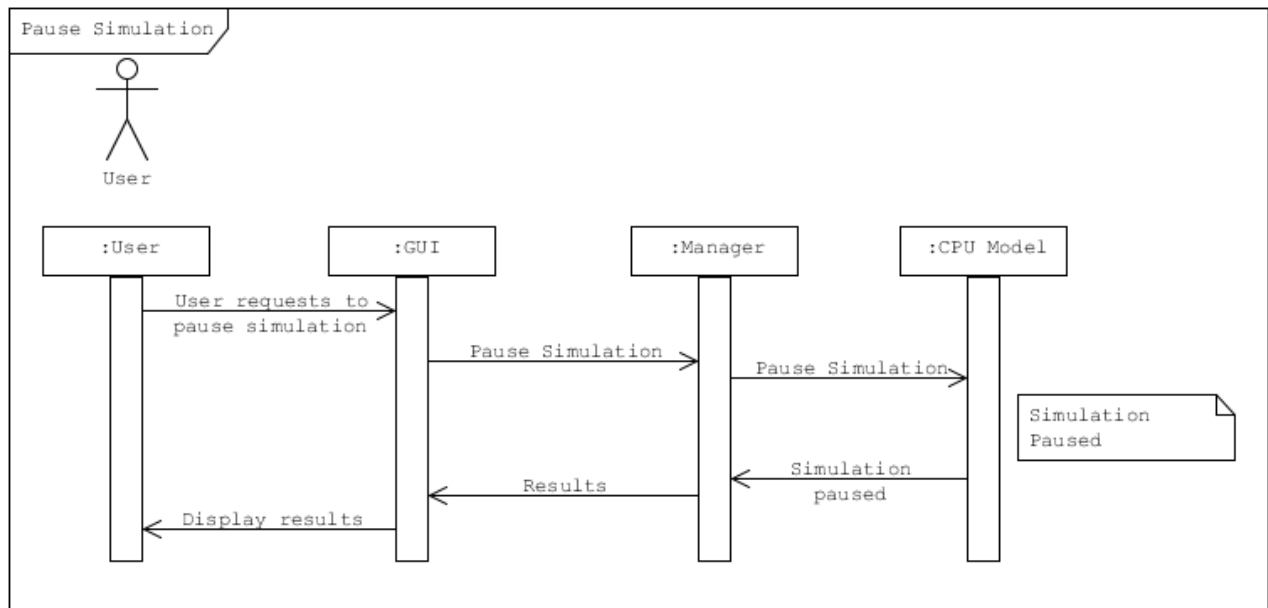 Pause Simulation
User
:User
:GUI
:Manager
:CPU Model
User requests to
pause simulation
Pause Simulation
Pause Simulation
Simulation
Paused
Simulation
paused
Results
Display results